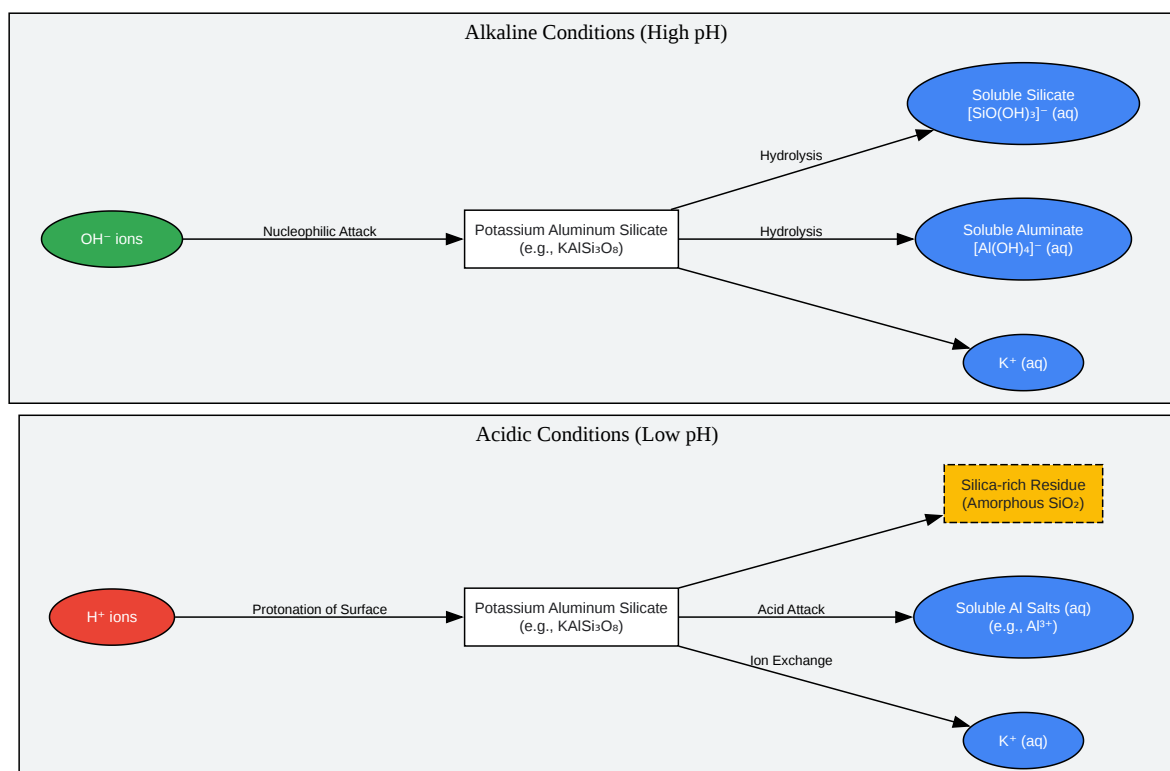 Alkaline Conditions (High pH)
Soluble Silicate
[SiO(OH)₃]⁻ (aq)
Hydrolysis
OH⁻ ions
Nucleophilic Attack
Potassium Aluminum Silicate
(e.g., KAlSi₃O₈)
Hydrolysis
Soluble Aluminate
[Al(OH)₄]⁻ (aq)
K⁺ (aq)
Acidic Conditions (Low pH)
Silica-rich Residue
(Amorphous SiO₂)
H⁺ ions
Protonation of Surface
Potassium Aluminum Silicate
(e.g., KAlSi₃O₈)
Acid Attack
Soluble Al Salts (aq)
(e.g., Al³⁺)
Ion Exchange
K⁺ (aq)